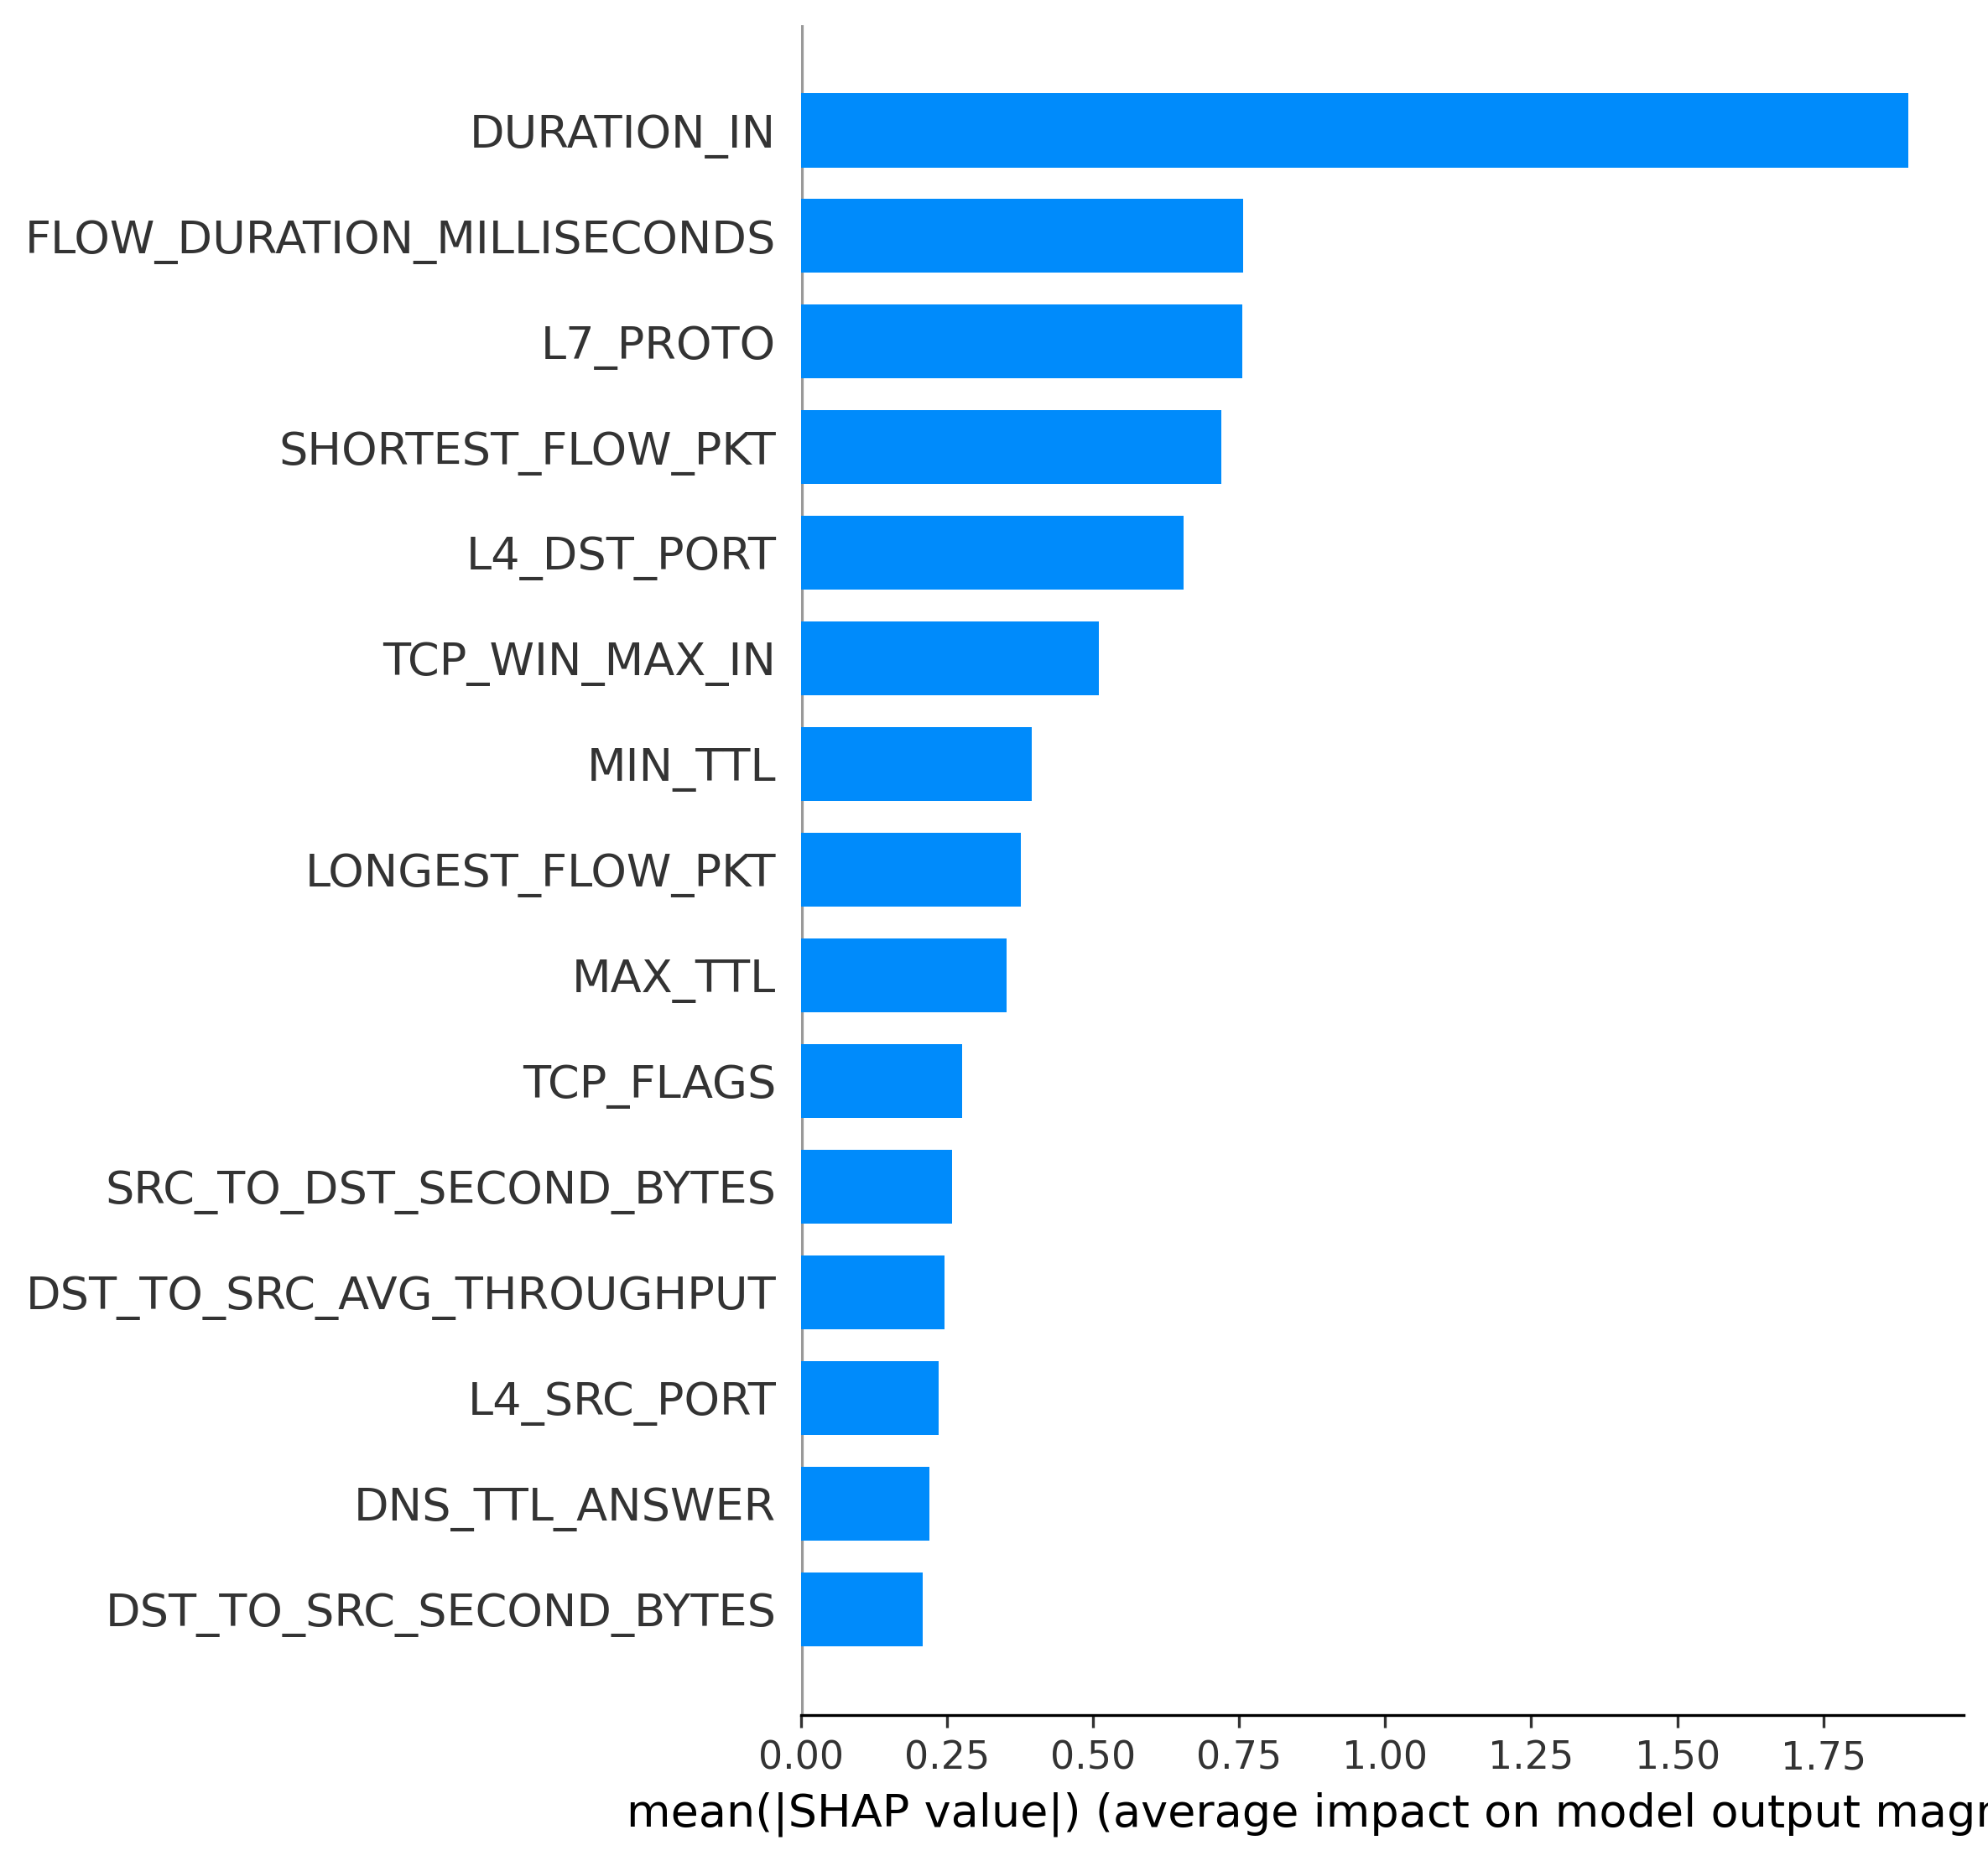 DURATION_IN
FLOW_DURATION_MILLISECONDS
L7_PROTO
SHORTEST_FLOW_PKT
L4_DST_PORT
TCP_WIN_MAX_IN
MIN_TTL
LONGEST_FLOW_PKT
MAX_TTL
TCP_FLAGS
SRC_TO_DST_SECOND_BYTES
DST_TO_SRC_AVG_THROUGHPUT
L4_SRC_PORT
DNS_TTL_ANSWER
DST_TO_SRC_SECOND_BYTES
0.00 0.25 0.50 0.75 1.00 1.25 1.50 1.75
mean(|SHAP value|) (average impact on model output